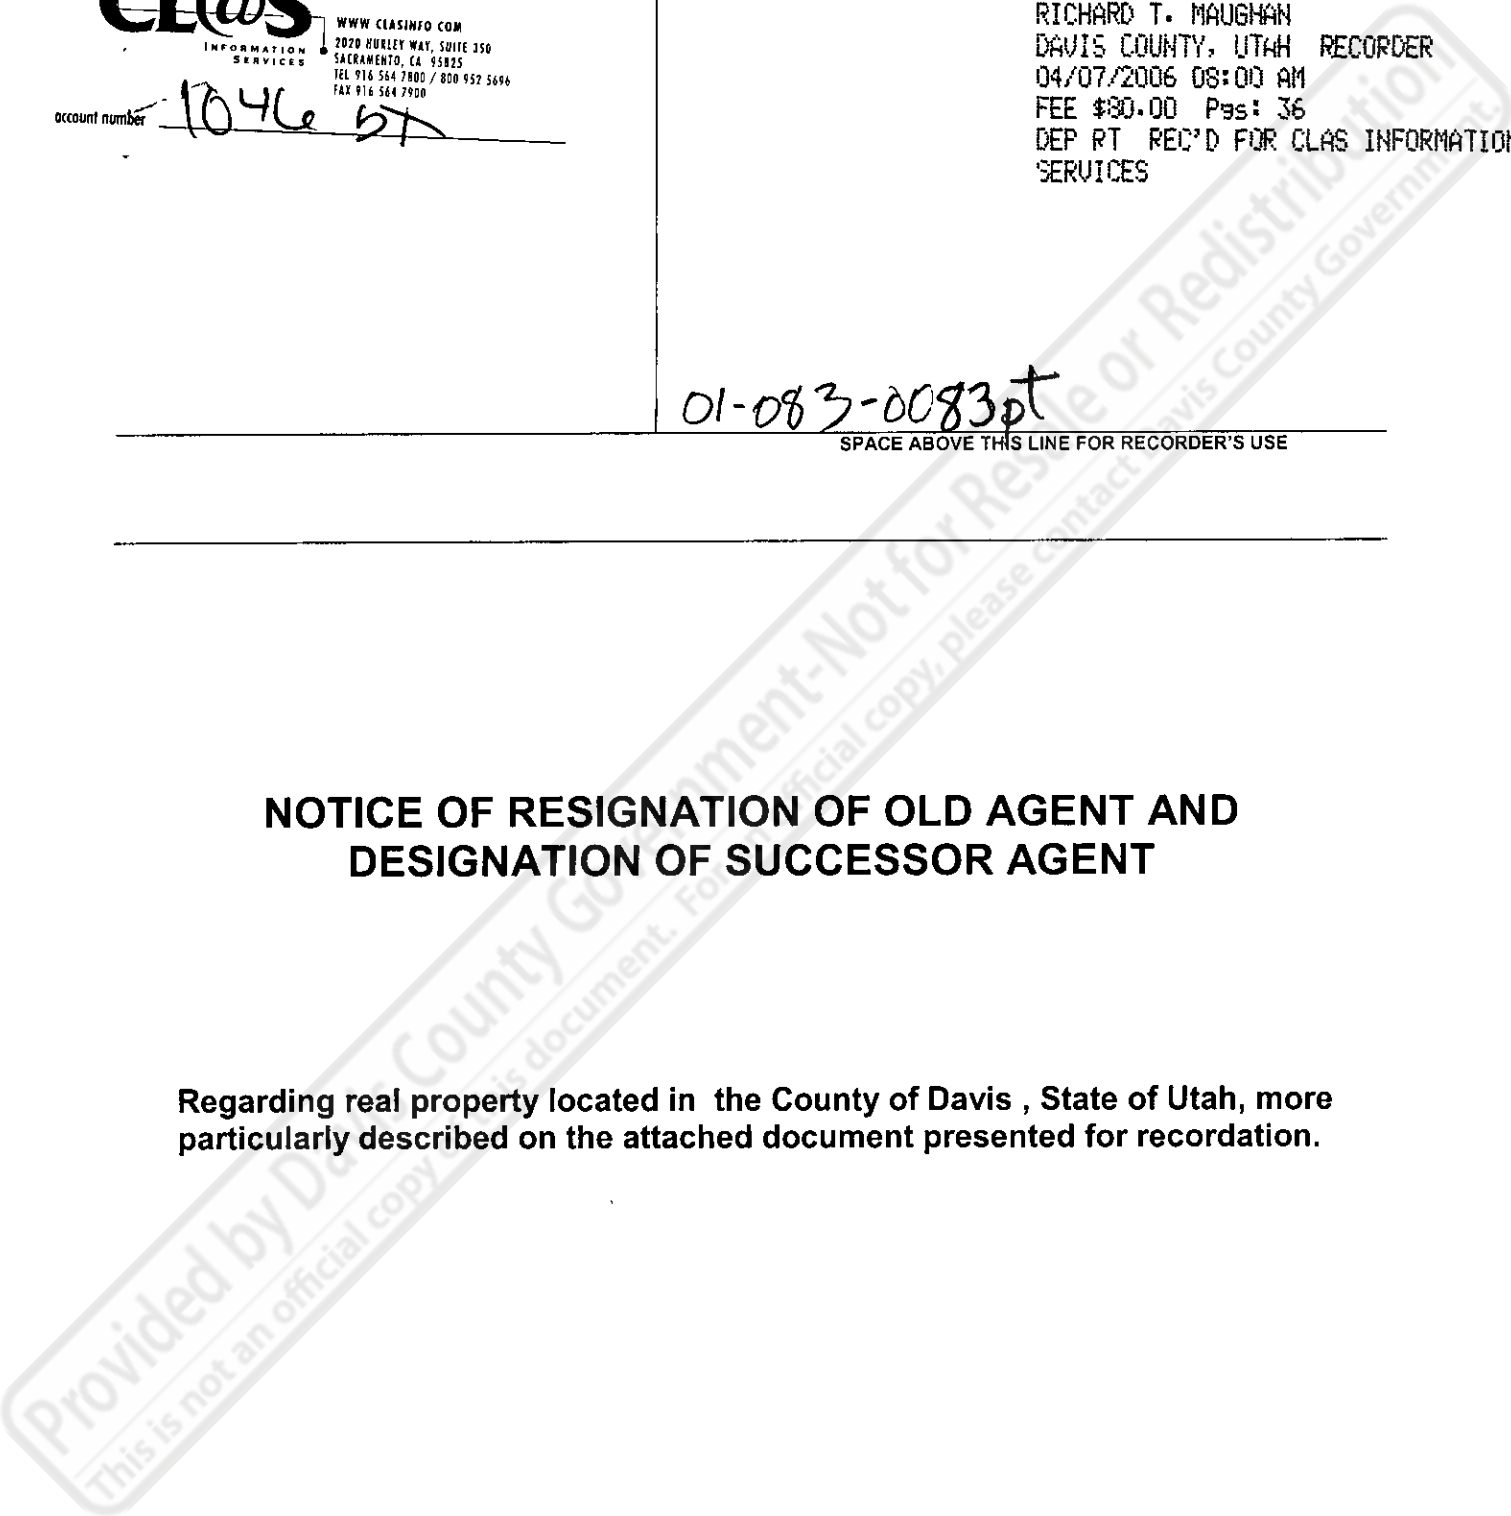 CL@S
INFORMATION
SERVICES
WWW CLASINFO COM
2020 HURLEY WAY, SUITE 350
SACRAMENTO, CA 95825
TEL 916 564 7800 / 800 952 5696
FAX 916 564 7900
account number 1046
RICHARD T. MAUGHAN
DAVIS COUNTY, UTAH RECORDER
04/07/2006 08:00 AM
FEE $80.00 Pgs: 36
DEP RT REC'D FOR CLAS INFORMATION
SERVICES
01-083-0083pt
SPACE ABOVE THIS LINE FOR RECORDER'S USE
NOTICE OF RESIGNATION OF OLD AGENT AND
DESIGNATION OF SUCCESSOR AGENT
Regarding real property located in the County of Davis , State of Utah, more
particularly described on the attached document presented for recordation.
Provided by Davis County Government-Not for Resale or Redistribution
This is not an official copy of this document. For an official copy, please contact Davis County Government.